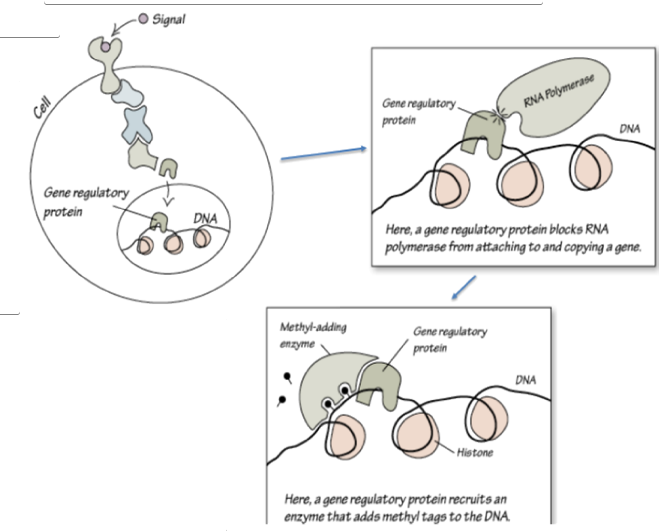 Signal
Cell
Gene regulatory
protein
DNA
Gene regulatory
protein
RNA Polymerase
DNA
Here, a gene regulatory protein blocks RNA
polymerase from attaching to and copying a gene.
Methyl-adding
enzyme
Gene regulatory
protein
DNA
Histone
Here, a gene regulatory protein recruits an
enzyme that adds methyl tags to the DNA.